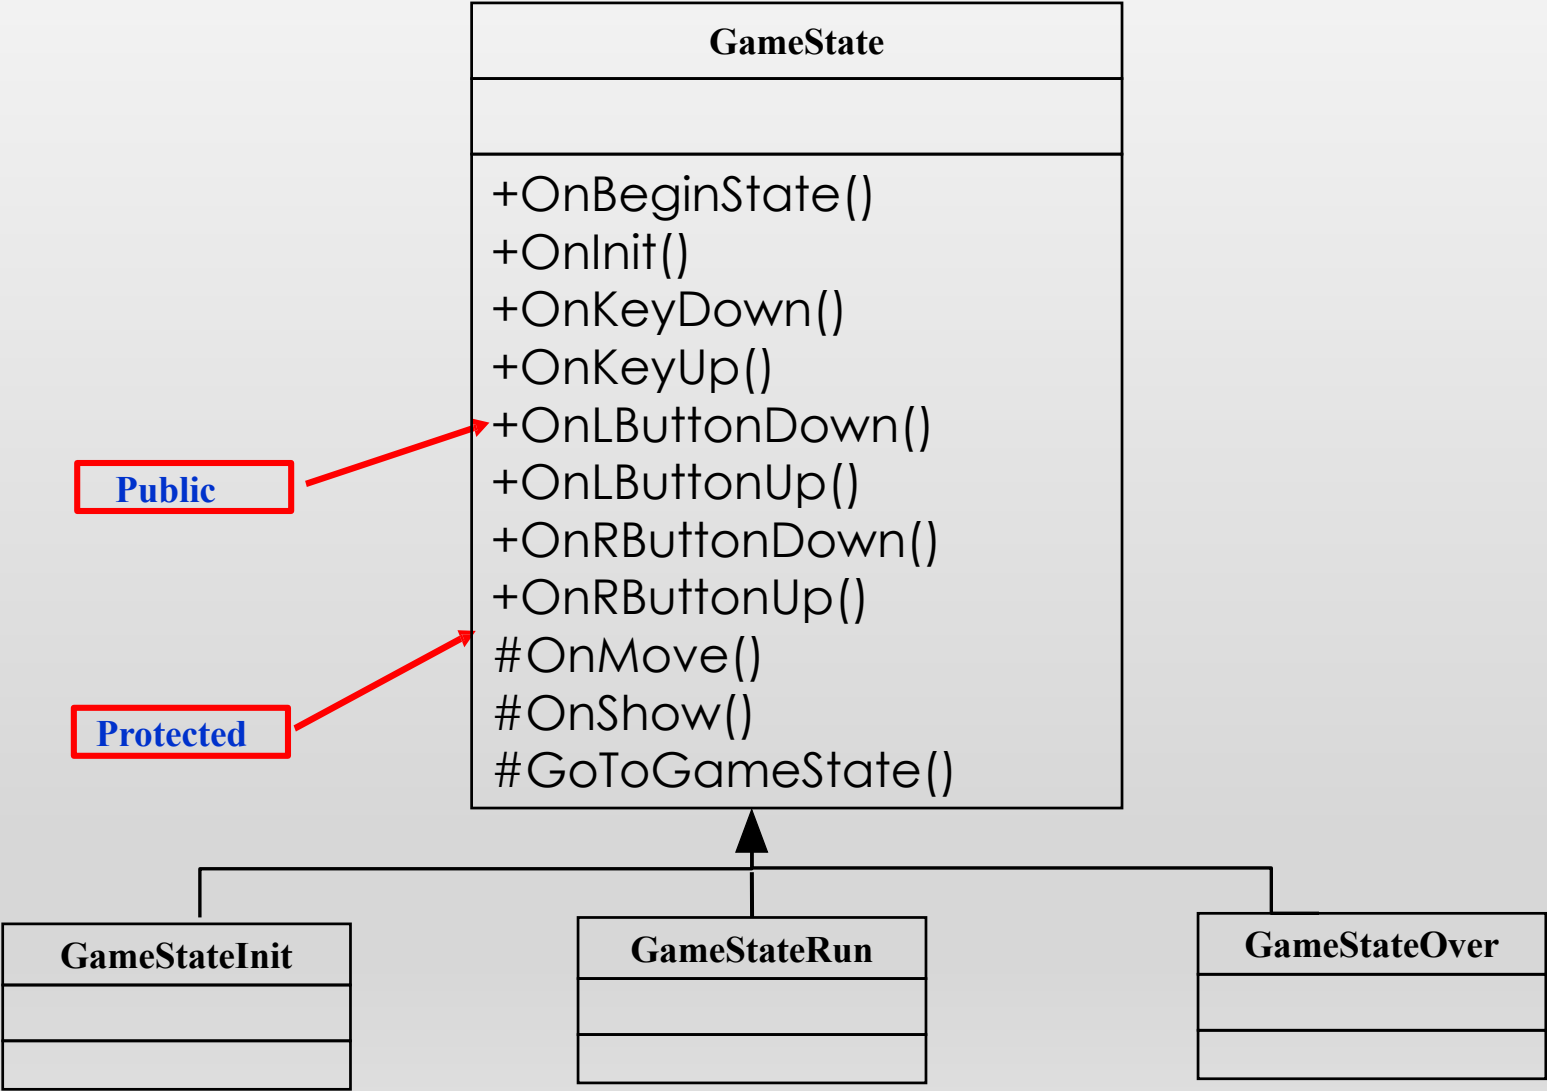 GameState
+OnBeginState()
+OnInit()
+OnKeyDown()
+OnKeyUp()
+OnLButtonDown()
+OnLButtonUp()
+OnRButtonDown()
+OnRButtonUp()
#OnMove()
#OnShow()
#GoToGameState()
Public
Protected
GameStateInit
GameStateRun
GameStateOver